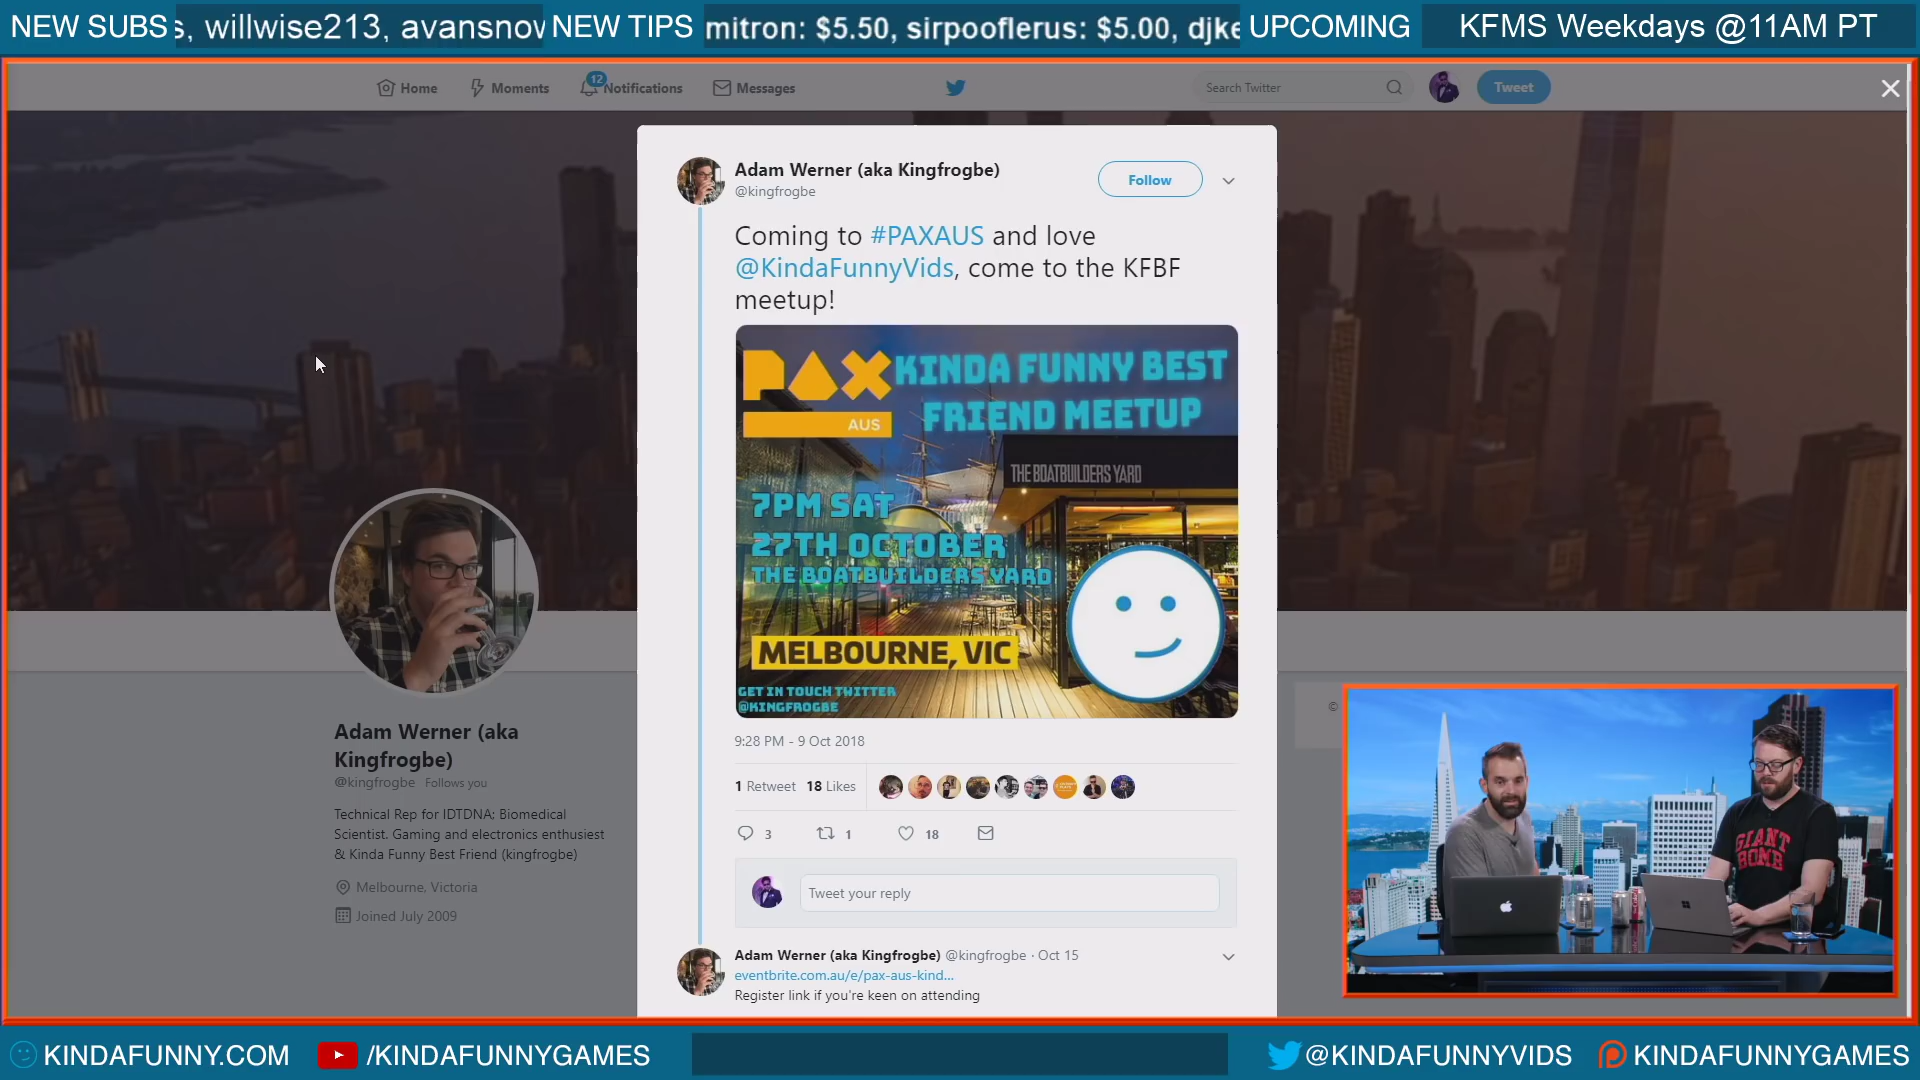 NEW SUBS
s, willwise213, avansnow
NEW TIPS
mitron: $5.50, sirpooflerus: $5.00, djke
UPCOMING
KFMS Weekdays @11AM PT
Home
Moments
12
Notifications
Messages
Search Twitter
Tweet
Adam Werner (aka Kingfrogbe)
@kingfrogbe
Follow
Coming to #PAXAUS and love
@KindaFunnyVids, come to the KFBF
meetup!
PAX
AUS
KINDA FUNNY BEST
FRIEND MEETUP
THE BOATBUILDERS YARD
7PM SAT
27TH OCTOBER
THE BOATBUILDERS YARD
MELBOURNE, VIC
GET IN TOUCH TWITTER
@KINGFROGBE
9:28 PM - 9 Oct 2018
1 Retweet 18 Likes
3
1
18
Tweet your reply
Adam Werner (aka Kingfrogbe) @kingfrogbe · Oct 15
eventbrite.com.au/e/pax-aus-kind...
Register link if you're keen on attending
Adam Werner (aka
Kingfrogbe)
@kingfrogbe Follows you
Technical Rep for IDTDNA; Biomedical
Scientist. Gaming and electronics enthusiest
& Kinda Funny Best Friend (kingfrogbe)
Melbourne, Victoria
Joined July 2009
©
GIANT
BOMB
KINDAFUNNY.COM
/KINDAFUNNYGAMES
@KINDAFUNNYVIDS
KINDAFUNNYGAMES